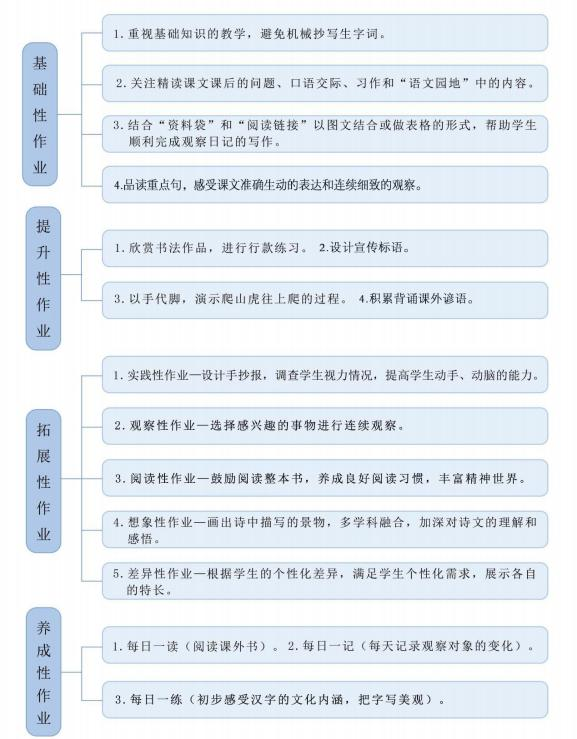 基础性作业
1.重视基础知识的教学，避免机械抄写生字词。
2.关注精读课文课后的问题、口语交际、习作和“语文园地”中的内容。
3.结合“资料袋”和“阅读链接”以图文结合或做表格的形式，帮助学生
顺利完成观察日记的写作。
4.品读重点句，感受课文准确生动的表达和连续细致的观察。
提升性作业
1.欣赏书法作品，进行行款练习。 2.设计宣传标语。
3.以手代脚，演示爬山虎往上爬的过程。 4.积累背诵课外谚语。
拓展性作业
1.实践性作业—设计手抄报，调查学生视力情况，提高学生动手、动脑的能力。
2.观察性作业—选择感兴趣的事物进行连续观察。
3.阅读性作业—鼓励阅读整本书，养成良好阅读习惯，丰富精神世界。
4.想象性作业—画出诗中描写的景物，多学科融合，加深对诗文的理解和
感悟。
5.差异性作业—根据学生的个性化差异，满足学生个性化需求，展示各自
的特长。
养成性作业
1.每日一读（阅读课外书）。 2.每日一记（每天记录观察对象的变化）。
3.每日一练（初步感受汉字的文化内涵，把字写美观）。